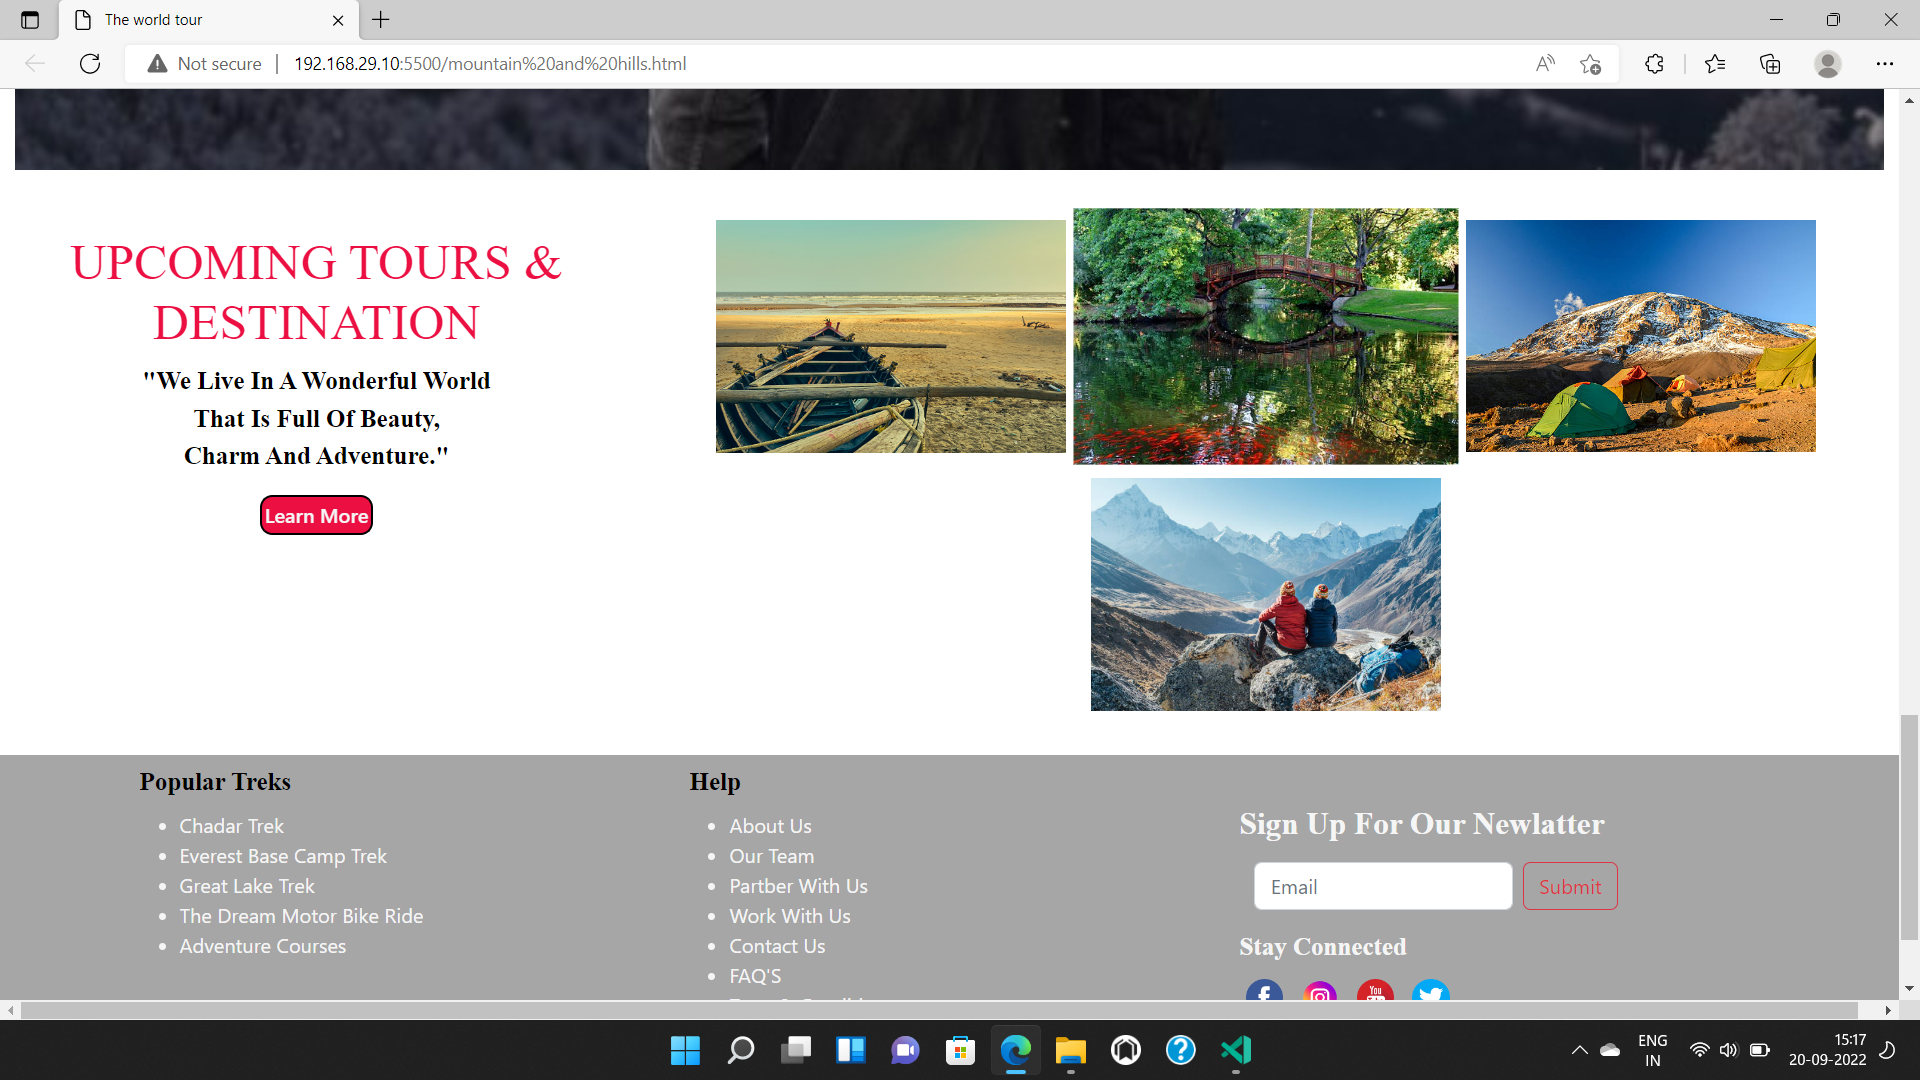 The world tour
Not secure
192.168.29.10:5500/mountain%20and%20hills.html
UPCOMING TOURS &
DESTINATION
"We Live In A Wonderful World
That Is Full Of Beauty,
Charm And Adventure."
Learn More
Popular Treks
Chadar Trek
Everest Base Camp Trek
Great Lake Trek
The Dream Motor Bike Ride
Adventure Courses
Help
About Us
Our Team
Partber With Us
Work With Us
Contact Us
FAQ'S
Sign Up For Our Newlatter
Email
Submit
Stay Connected
You
ENG
IN
15:17
20-09-2022